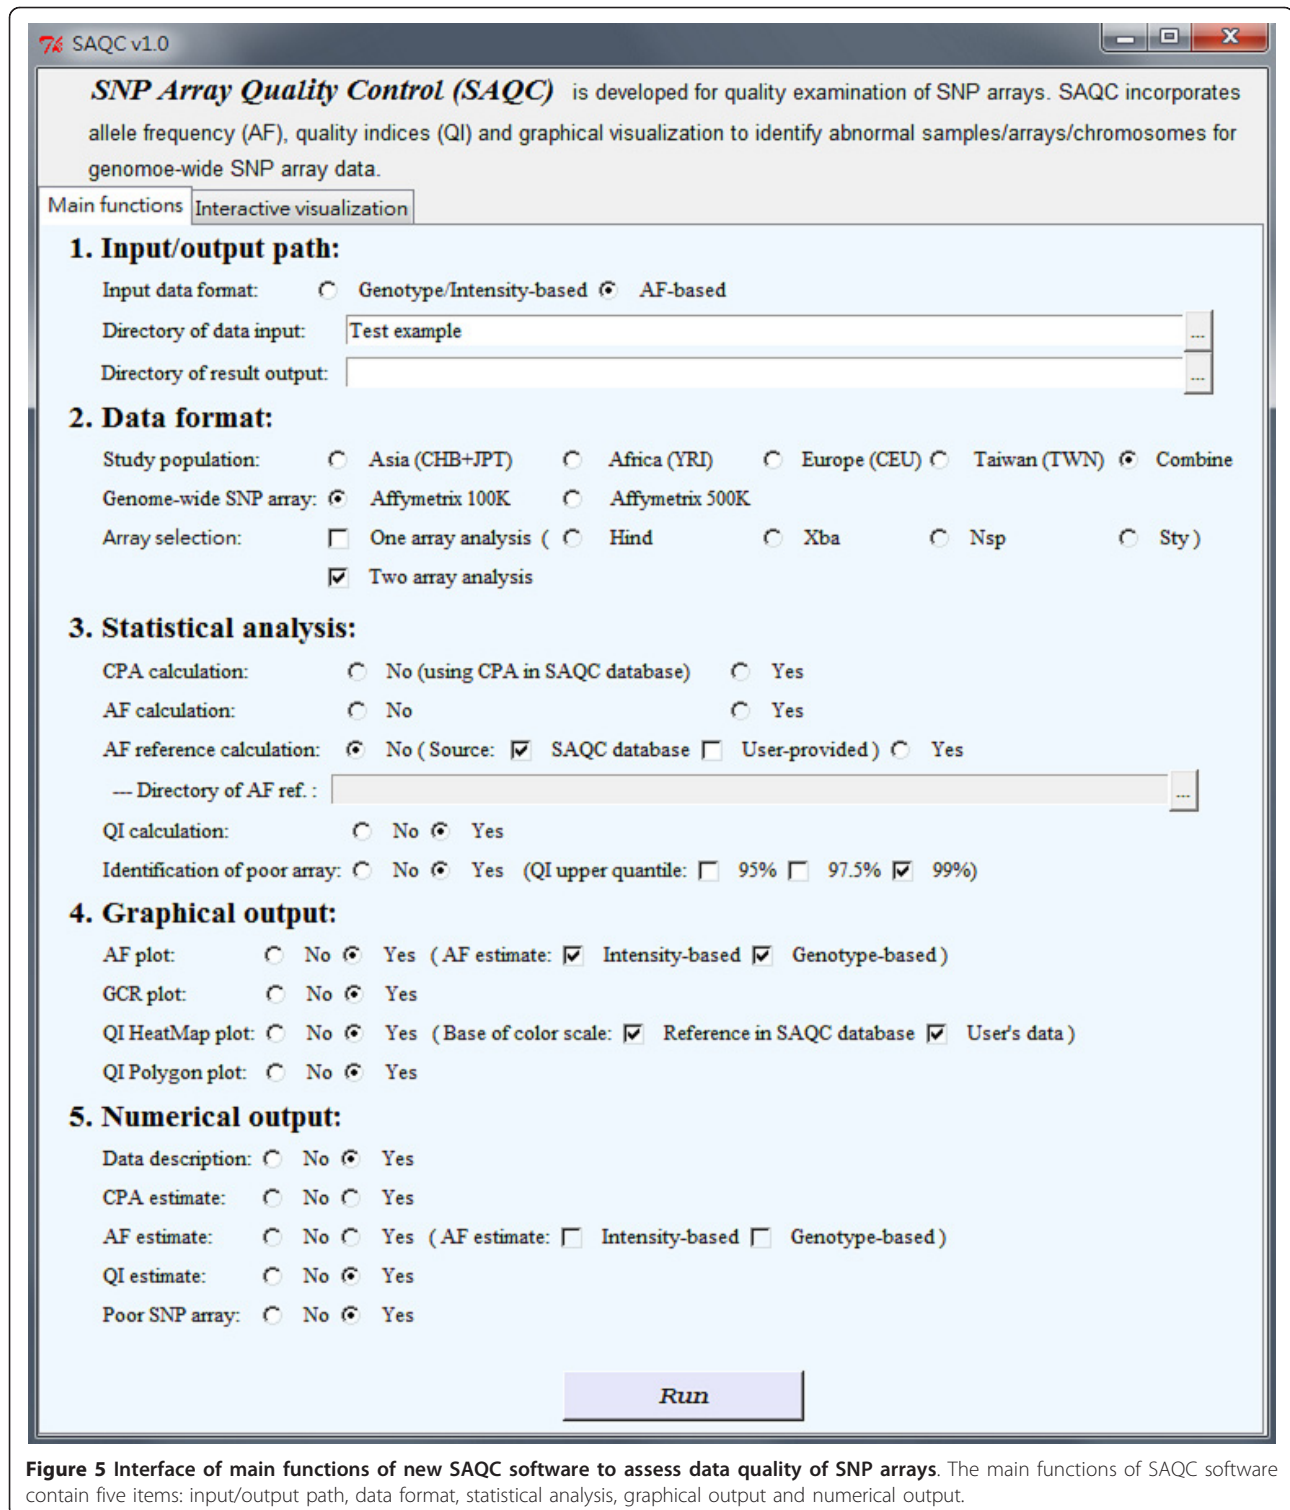 SAQC v1.0
SNP Array Quality Control (SAQC) is developed for quality examination of SNP arrays. SAQC incorporates
allele frequency (AF), quality indices (QI) and graphical visualization to identify abnormal samples/arrays/chromosomes for
genomoe-wide SNP array data.
Main functions Interactive visualization
1. Input/output path:
Input data format: Genotype/Intensity-based AF-based
Directory of data input: Test example ...
Directory of result output: ...
2. Data format:
Study population: Asia (CHB+JPT) Africa (YRI) Europe (CEU) Taiwan (TWN) Combine
Genome-wide SNP array: Affymetrix 100K Affymetrix 500K
Array selection: One array analysis ( Hind Xba Nsp Sty )
Two array analysis
3. Statistical analysis:
CPA calculation: No (using CPA in SAQC database) Yes
AF calculation: No Yes
AF reference calculation: No ( Source: SAQC database User-provided ) Yes
--- Directory of AF ref. : ...
QI calculation: No Yes
Identification of poor array: No Yes (QI upper quantile: 95% 97.5% 99%)
4. Graphical output:
AF plot: No Yes ( AF estimate: Intensity-based Genotype-based )
GCR plot: No Yes
QI HeatMap plot: No Yes ( Base of color scale: Reference in SAQC database User's data )
QI Polygon plot: No Yes
5. Numerical output:
Data description: No Yes
CPA estimate: No Yes
AF estimate: No Yes ( AF estimate: Intensity-based Genotype-based )
QI estimate: No Yes
Poor SNP array: No Yes
Run
Figure 5 Interface of main functions of new SAQC software to assess data quality of SNP arrays. The main functions of SAQC software
contain five items: input/output path, data format, statistical analysis, graphical output and numerical output.